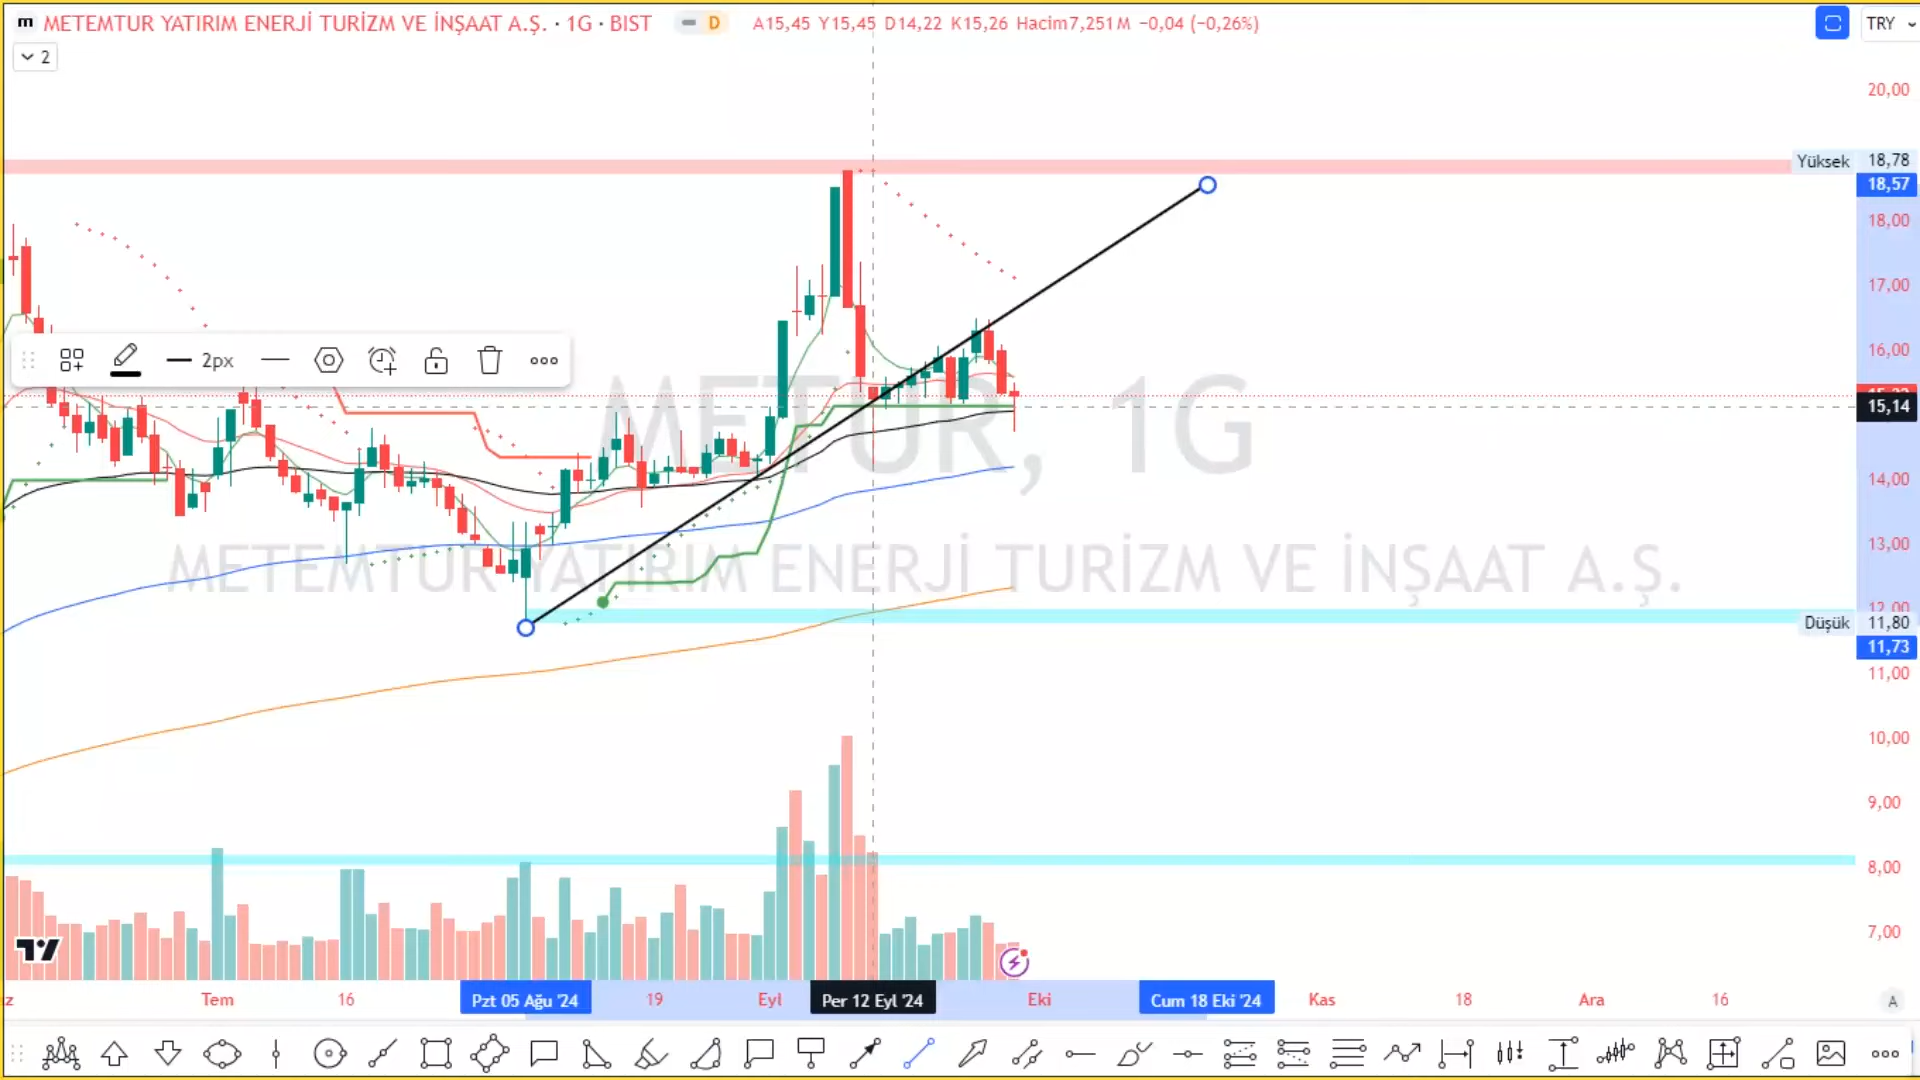 METEMTUR YATIRIM ENERJİ TURİZM VE İNŞAAT A.Ş. · 1G · BIST D A15,45 Y15,45 D14,22 K15,26 Hacim7,251M −0,04 (−0,26%) TRY
2
20,00
Yüksek 18,78
18,57
18,00
17,00
16,00
2px
15,14
METUR, 1G
14,00
13,00
METEMTUR YATIRIM ENERJİ TURİZM VE İNŞAAT A.Ş.
12,00
Düşük 11,80
11,73
11,00
10,00
9,00
8,00
7,00
z Tem 16 Pzt 05 Ağu '24 19 Eyl Per 12 Eyl '24 Eki Cum 18 Eki '24 Kas 18 Ara 16 A